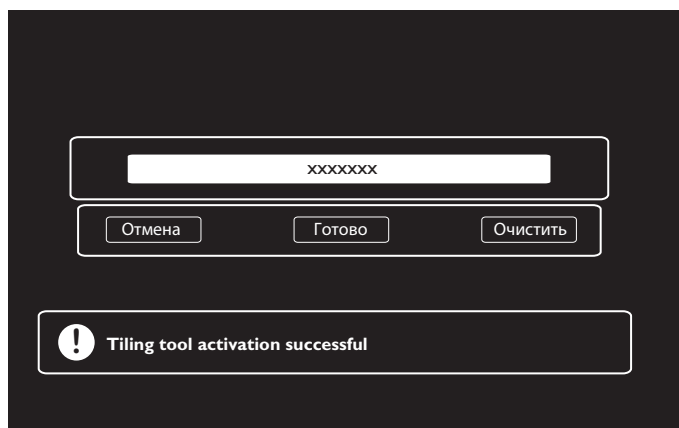 xxxxxxx
Отмена Готово Очистить
! Tiling tool activation successful